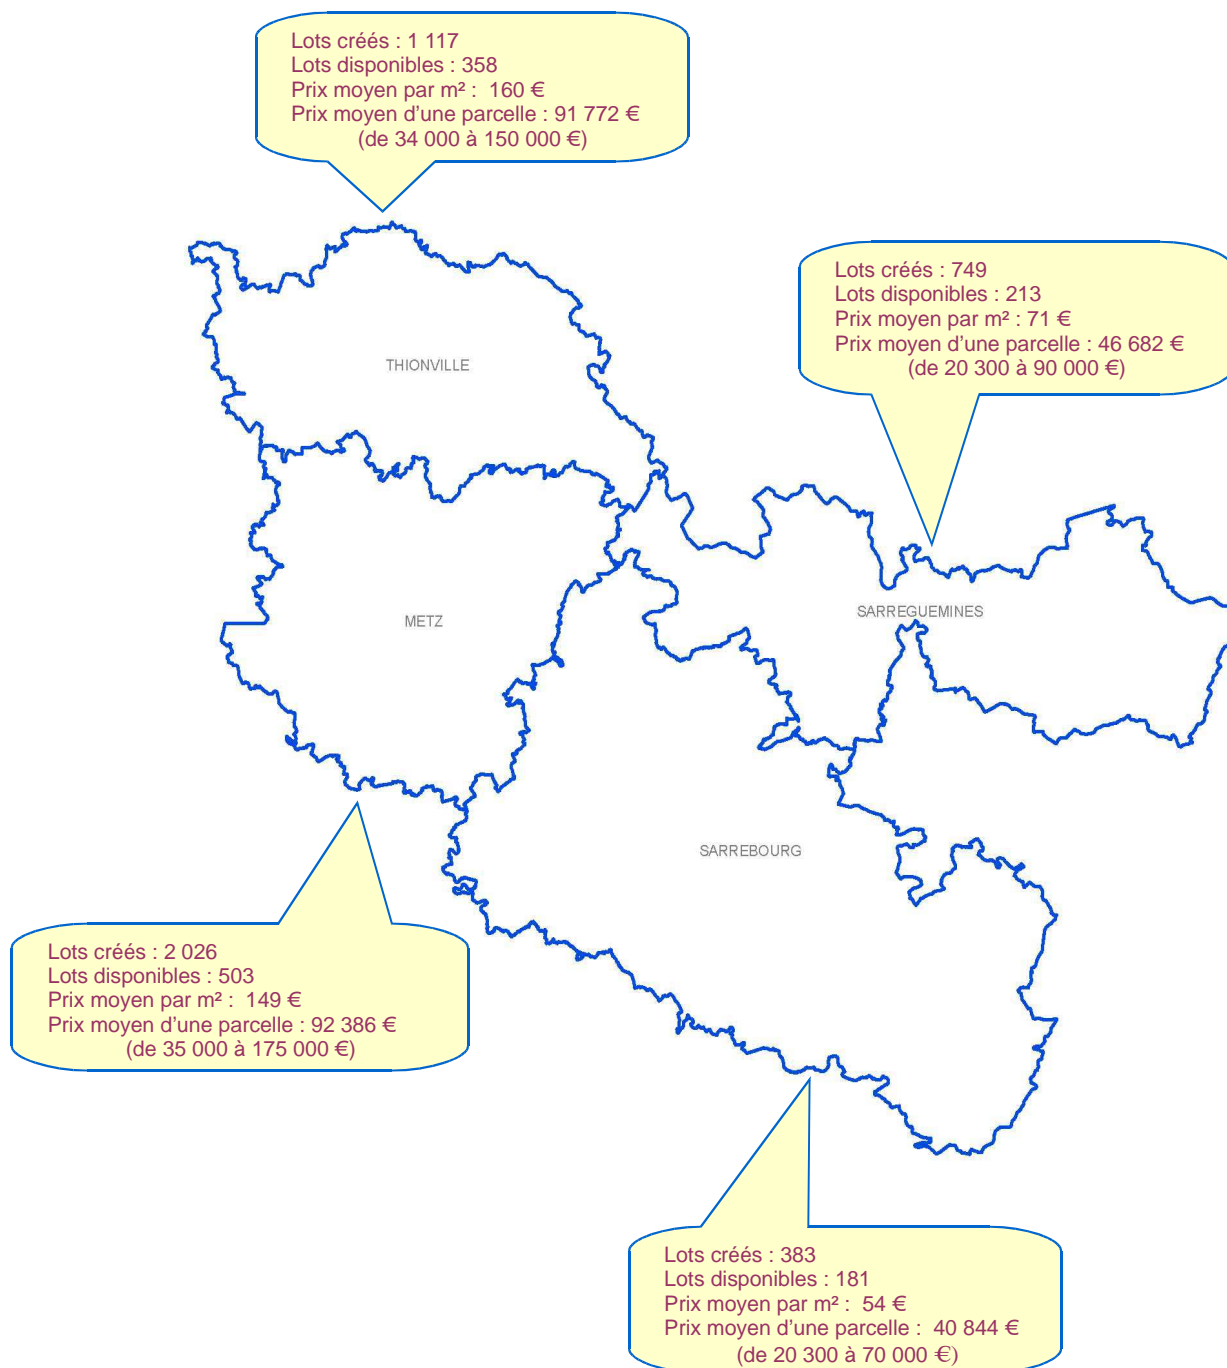 Lots créés : 1 117
Lots disponibles : 358
Prix moyen par m² :  160 €
Prix moyen d'une parcelle : 91 772 €
(de 34 000 à 150 000 €)
Lots créés : 749
Lots disponibles : 213
Prix moyen par m² : 71 €
Prix moyen d'une parcelle : 46 682 €
(de 20 300 à 90 000 €)
THIONVILLE
SARREGUEMINES
METZ
SARREBOURG
Lots créés : 2 026
Lots disponibles : 503
Prix moyen par m² :  149 €
Prix moyen d'une parcelle : 92 386 €
(de 35 000 à 175 000 €)
Lots créés : 383
Lots disponibles : 181
Prix moyen par m² :  54 €
Prix moyen d'une parcelle :  40 844 €
(de 20 300 à 70 000 €)